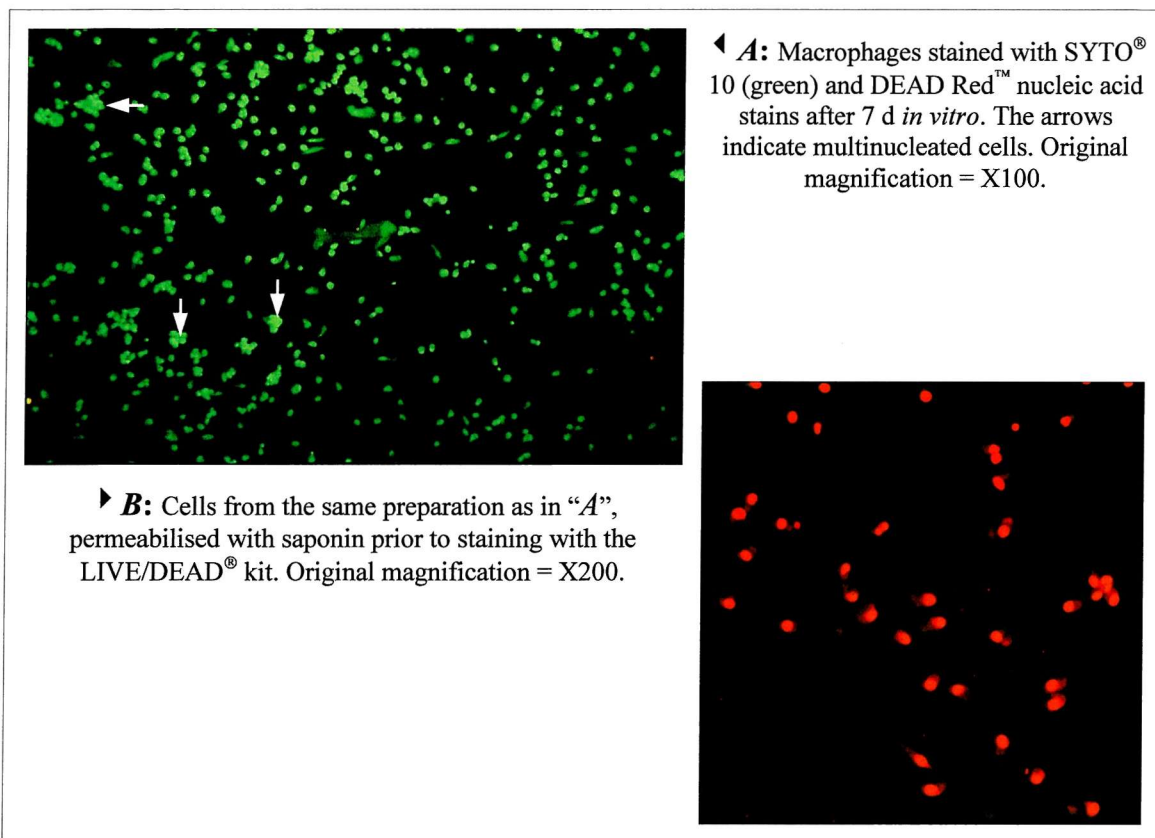 ◀ A: Macrophages stained with SYTO®
10 (green) and DEAD Red™ nucleic acid
stains after 7 d in vitro. The arrows
indicate multinucleated cells. Original
magnification = X100.
▶ B: Cells from the same preparation as in “A”,
permeabilised with saponin prior to staining with the
LIVE/DEAD® kit. Original magnification = X200.